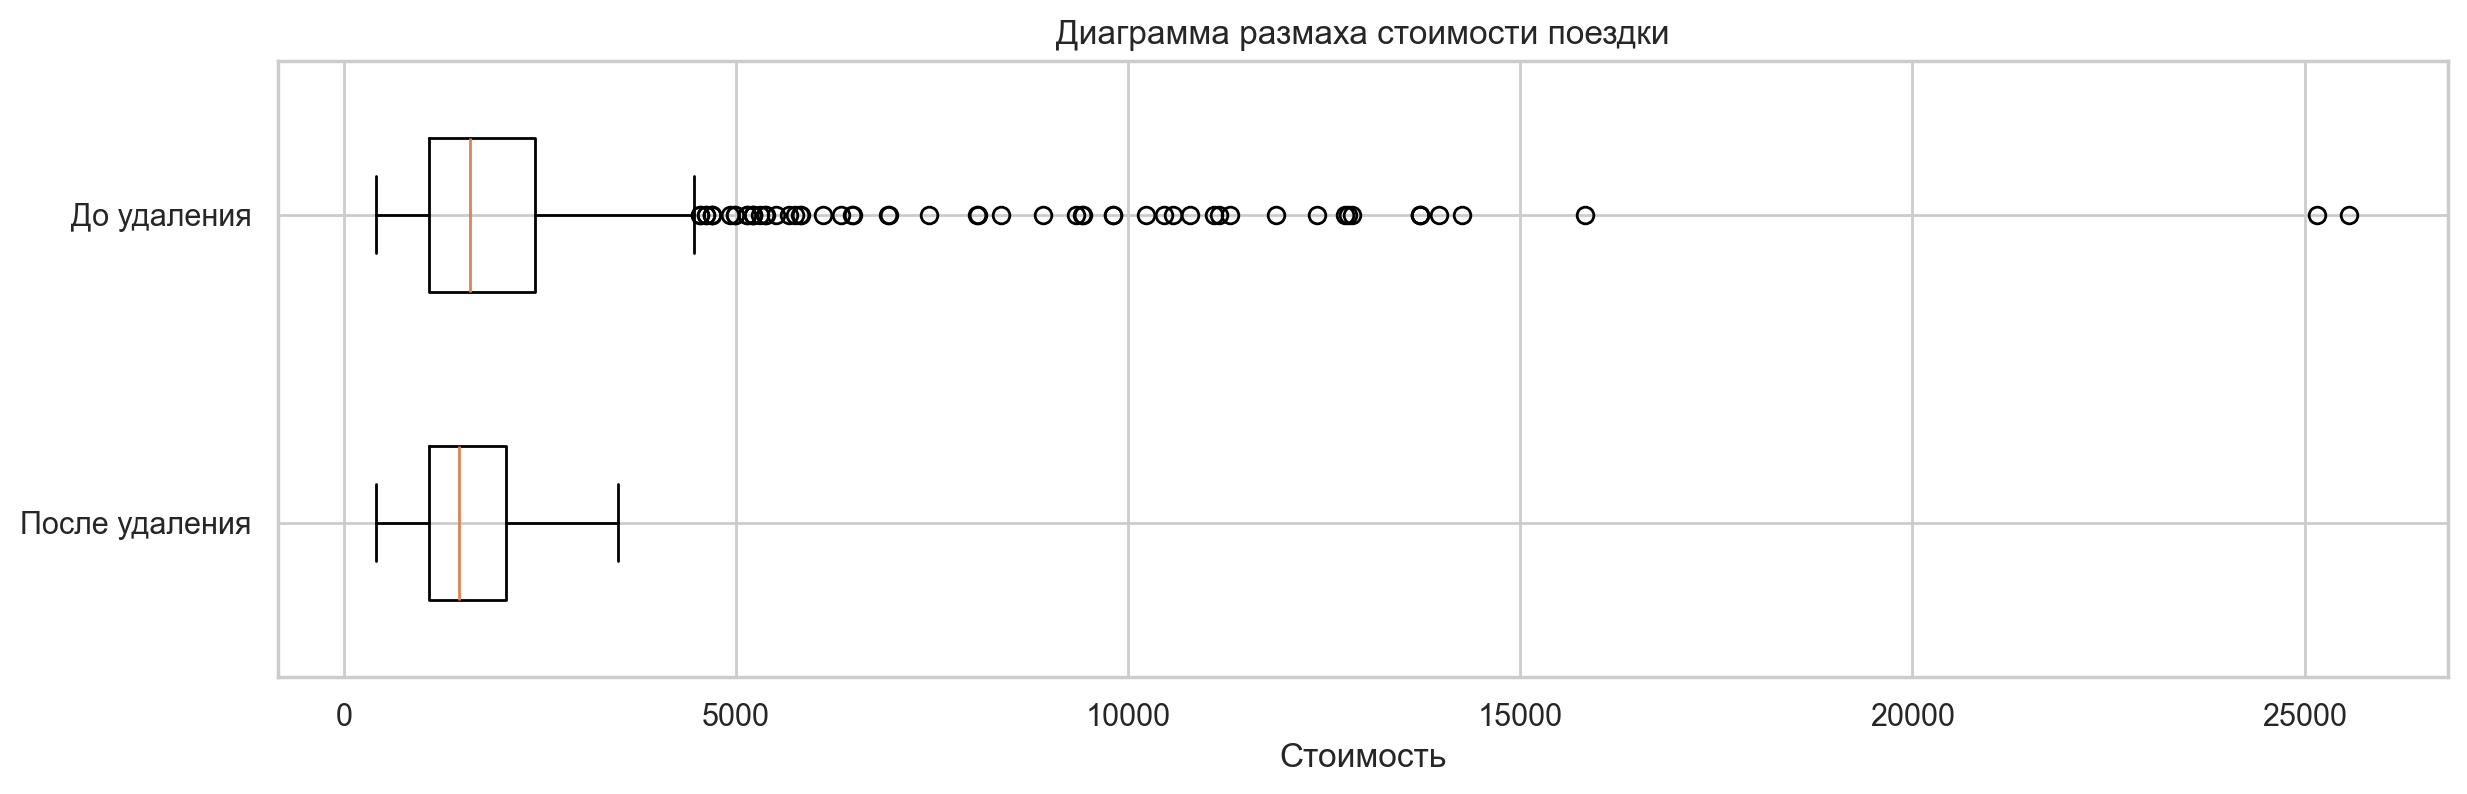 Диаграмма размаха стоимости поездки
До удаления
После удаления
0 5000 10000 15000 20000 25000
Стоимость